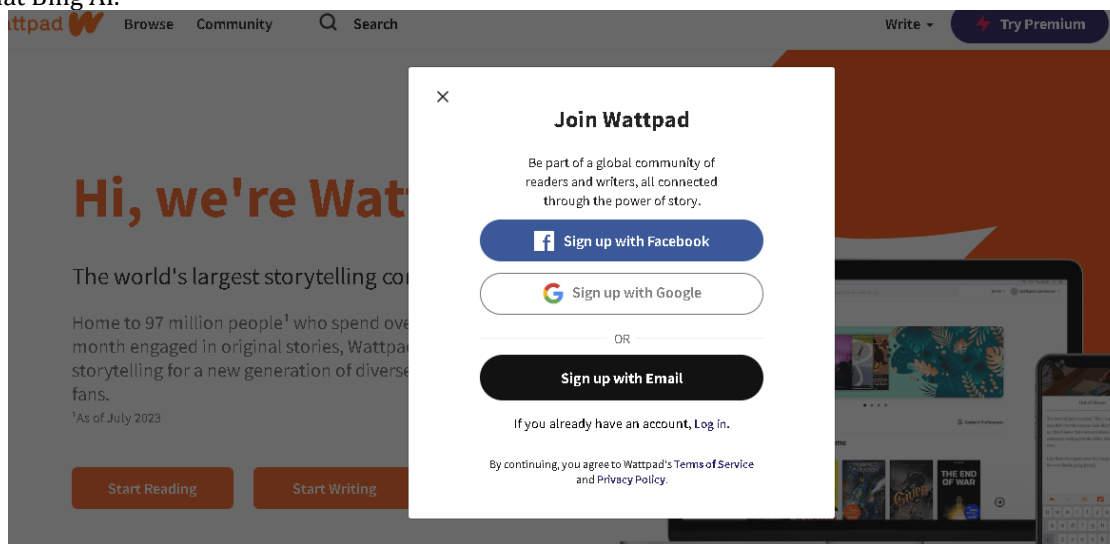 at Bing AI.
ttpad Browse Community Search Write Try Premium
Join Wattpad
Be part of a global community of
readers and writers, all connected
through the power of story.
Sign up with Facebook
Sign up with Google
OR
Sign up with Email
If you already have an account, Log in.
By continuing, you agree to Wattpad's Terms of Service
and Privacy Policy.
Hi, we're Wat
The world's largest storytelling co
Home to 97 million people¹ who spend ove
month engaged in original stories, Wattpa
storytelling for a new generation of diverse
fans.
¹As of July 2023
Start Reading Start Writing
THE END
OF WAR